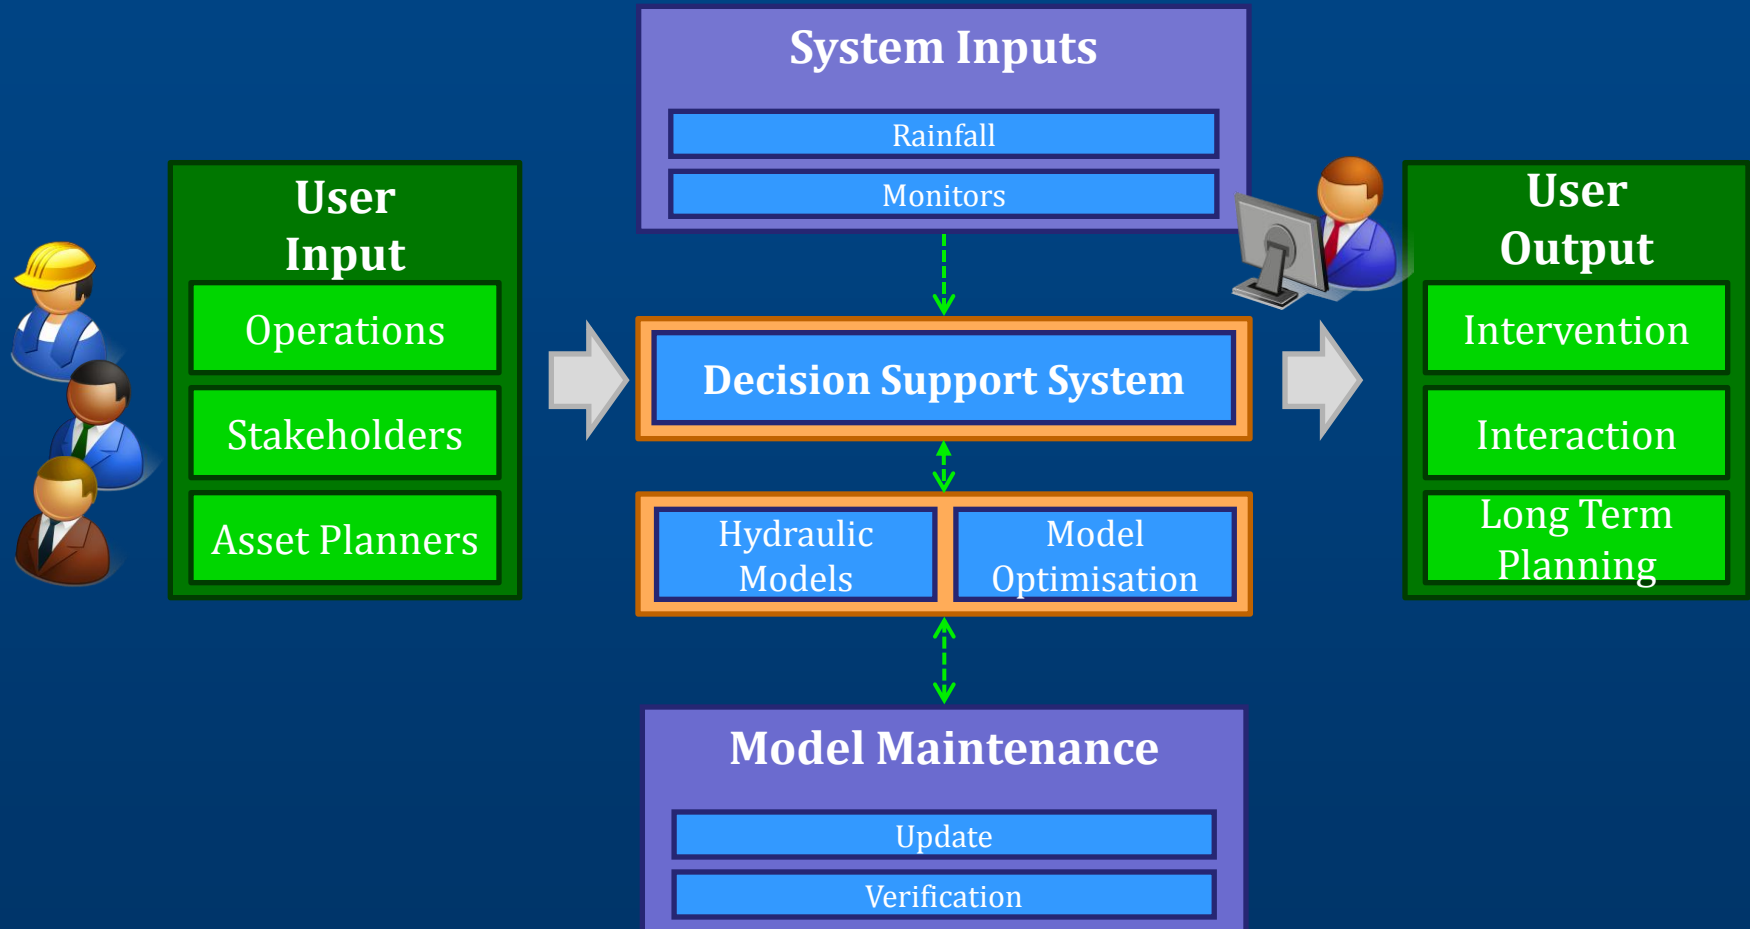 System Inputs
Rainfall
Monitors
User
Input
Operations
Stakeholders
Asset Planners
Decision Support System
Hydraulic
Models
Model
Optimisation
User
Output
Intervention
Interaction
Long Term
Planning
Model Maintenance
Update
Verification